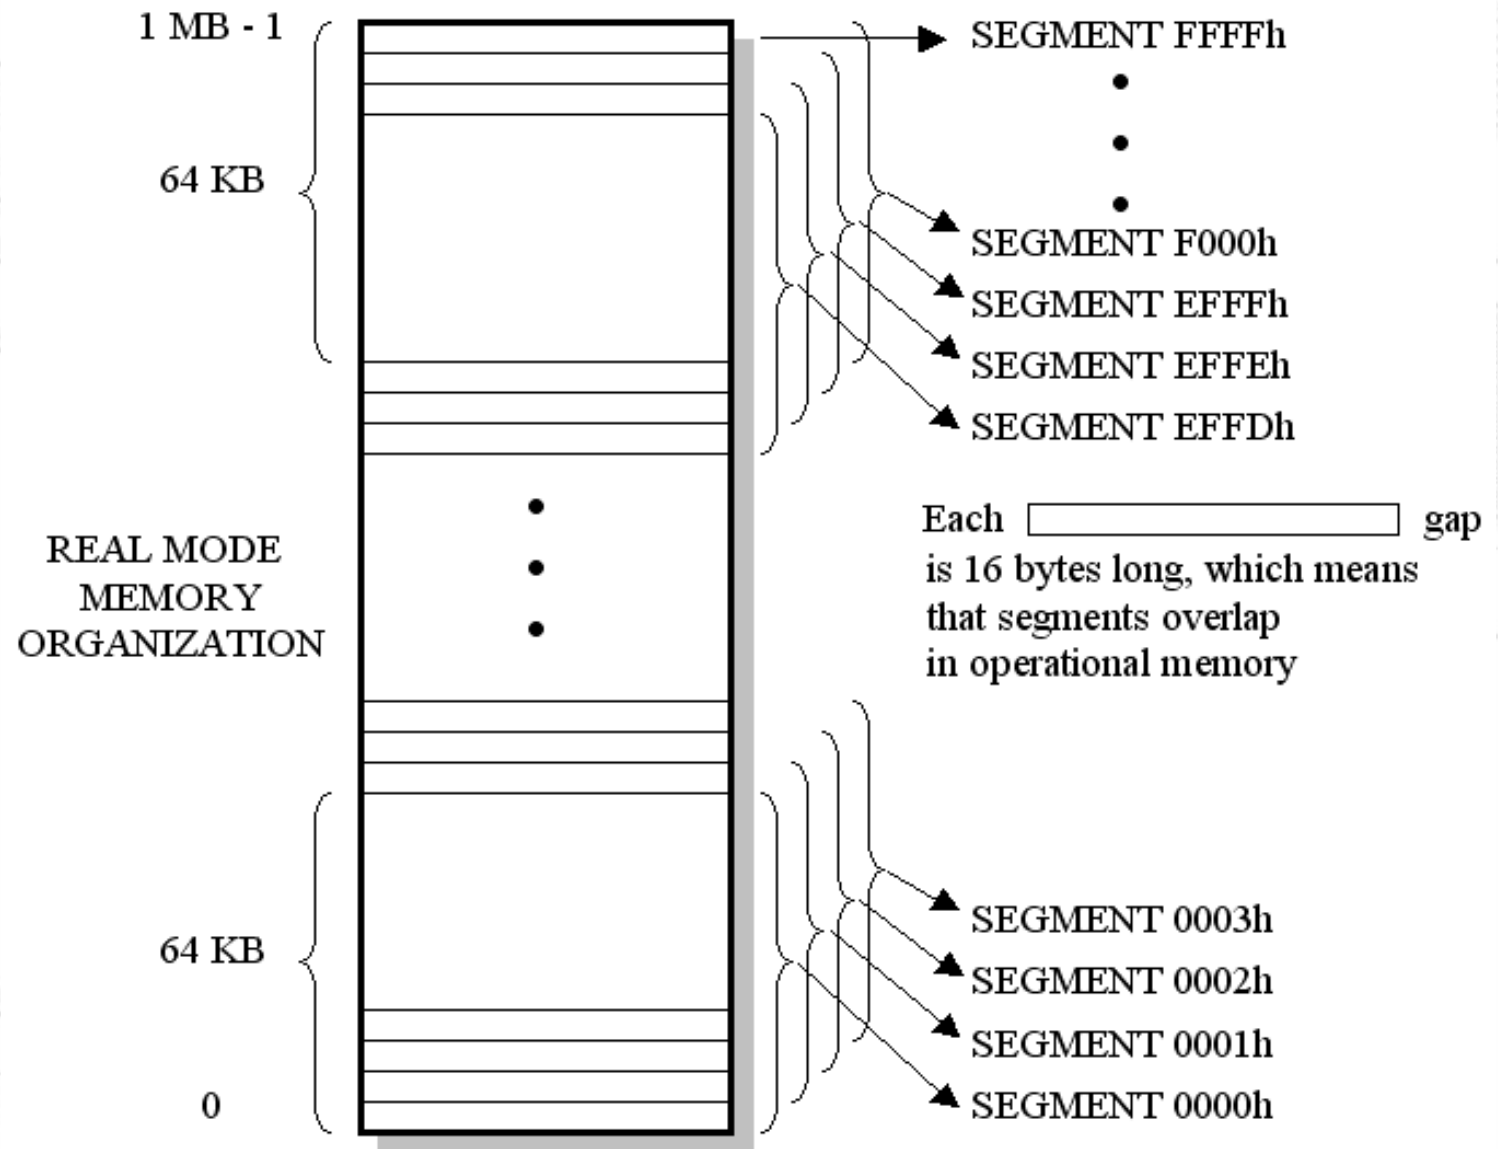 1 MB - 1
SEGMENT FFFFh
64 KB
SEGMENT F000h
SEGMENT EFFFh
SEGMENT EFFEh
SEGMENT EFFDh
Each gap
is 16 bytes long, which means
that segments overlap
in operational memory
REAL MODE
MEMORY
ORGANIZATION
64 KB
SEGMENT 0003h
SEGMENT 0002h
SEGMENT 0001h
0
SEGMENT 0000h